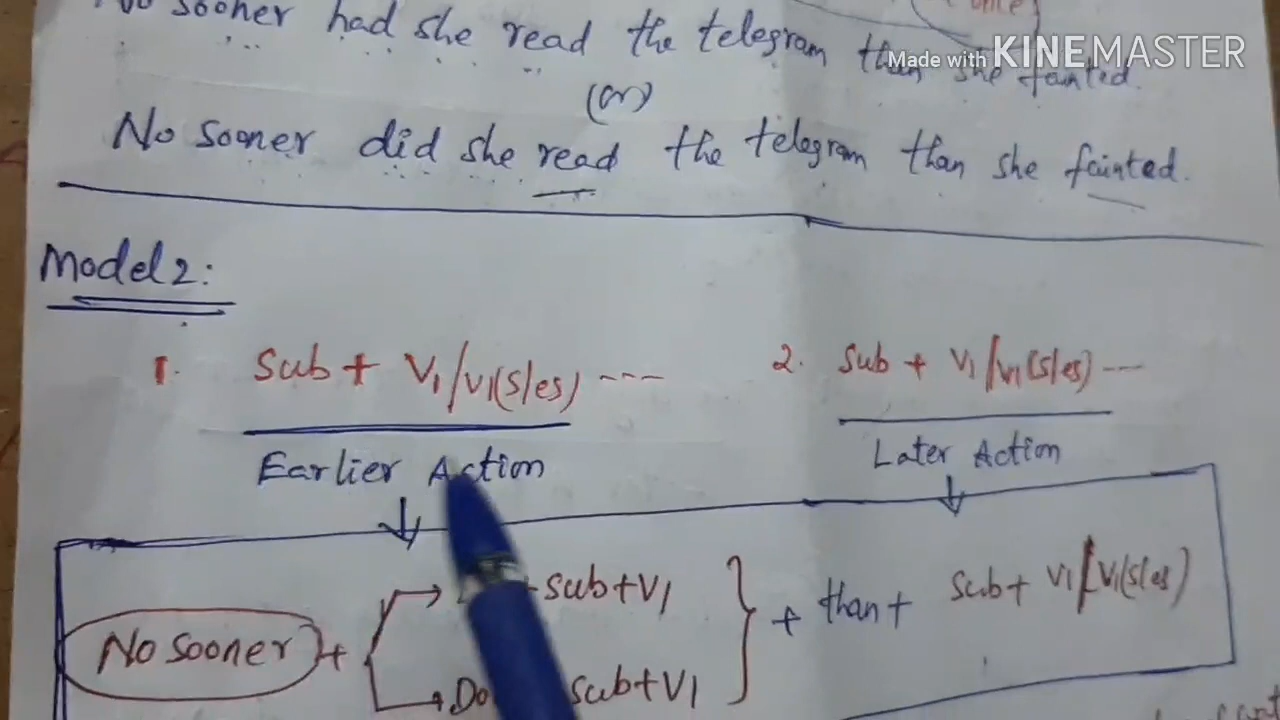 No sooner had she read the telegram than she fainted.
Made with KINEMASTER
(or)
No sooner did she read the telegram than she fainted.
Model 2:
1. Sub + V1/V1(s/es) ---
2. Sub + V1/V1(s/es) ---
Earlier Action
Later Action
sub+V1
No sooner + } + than + Sub + V1/V1(s/es)
sub+V1